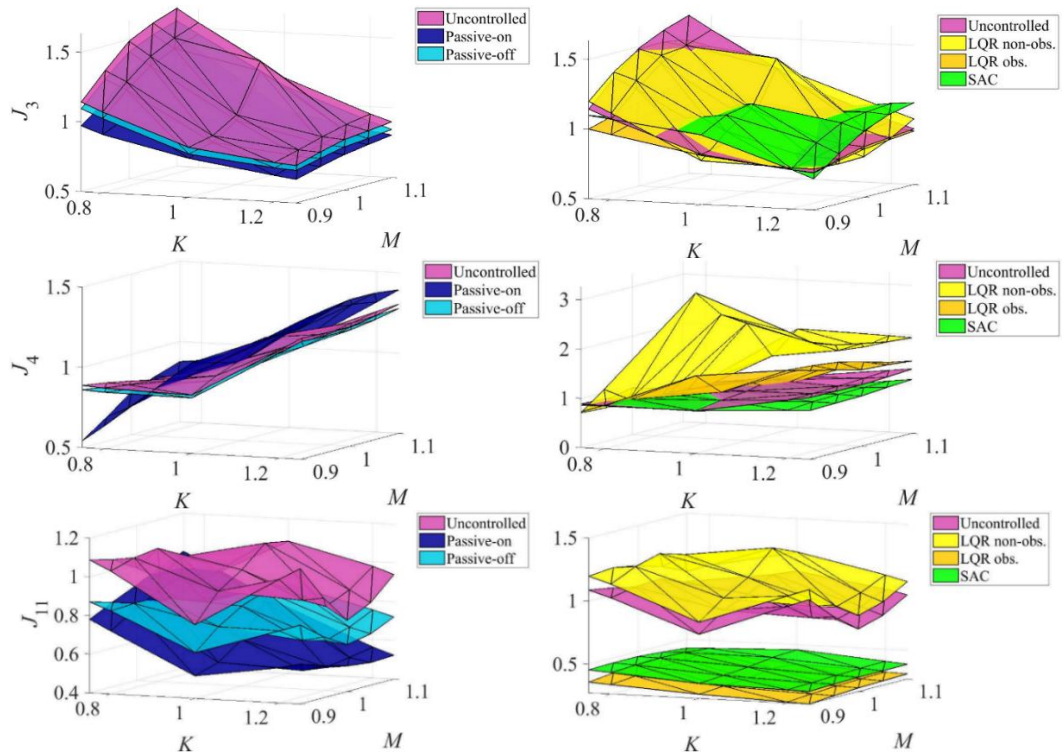 Uncontrolled
Passive-on
Passive-off
1.5
1
0.5
J3
0.8
1
1.2
K
0.9
1
1.1
M
Uncontrolled
LQR non-obs.
LQR obs.
SAC
1.5
1
0.5
0.8
1
1.2
K
0.9
1
1.1
M
Uncontrolled
Passive-on
Passive-off
1.5
1
0.5
J4
0.8
1
1.2
K
0.9
1
1.1
M
Uncontrolled
LQR non-obs.
LQR obs.
SAC
3
2
1
0
0.8
1
1.2
K
0.9
1
1.1
M
Uncontrolled
Passive-on
Passive-off
1.2
1
0.8
0.6
0.4
J11
0.8
1
1.2
K
0.9
1
1.1
M
Uncontrolled
LQR non-obs.
LQR obs.
SAC
1.5
1
0.5
0.8
1
1.2
K
0.9
1
1.1
M